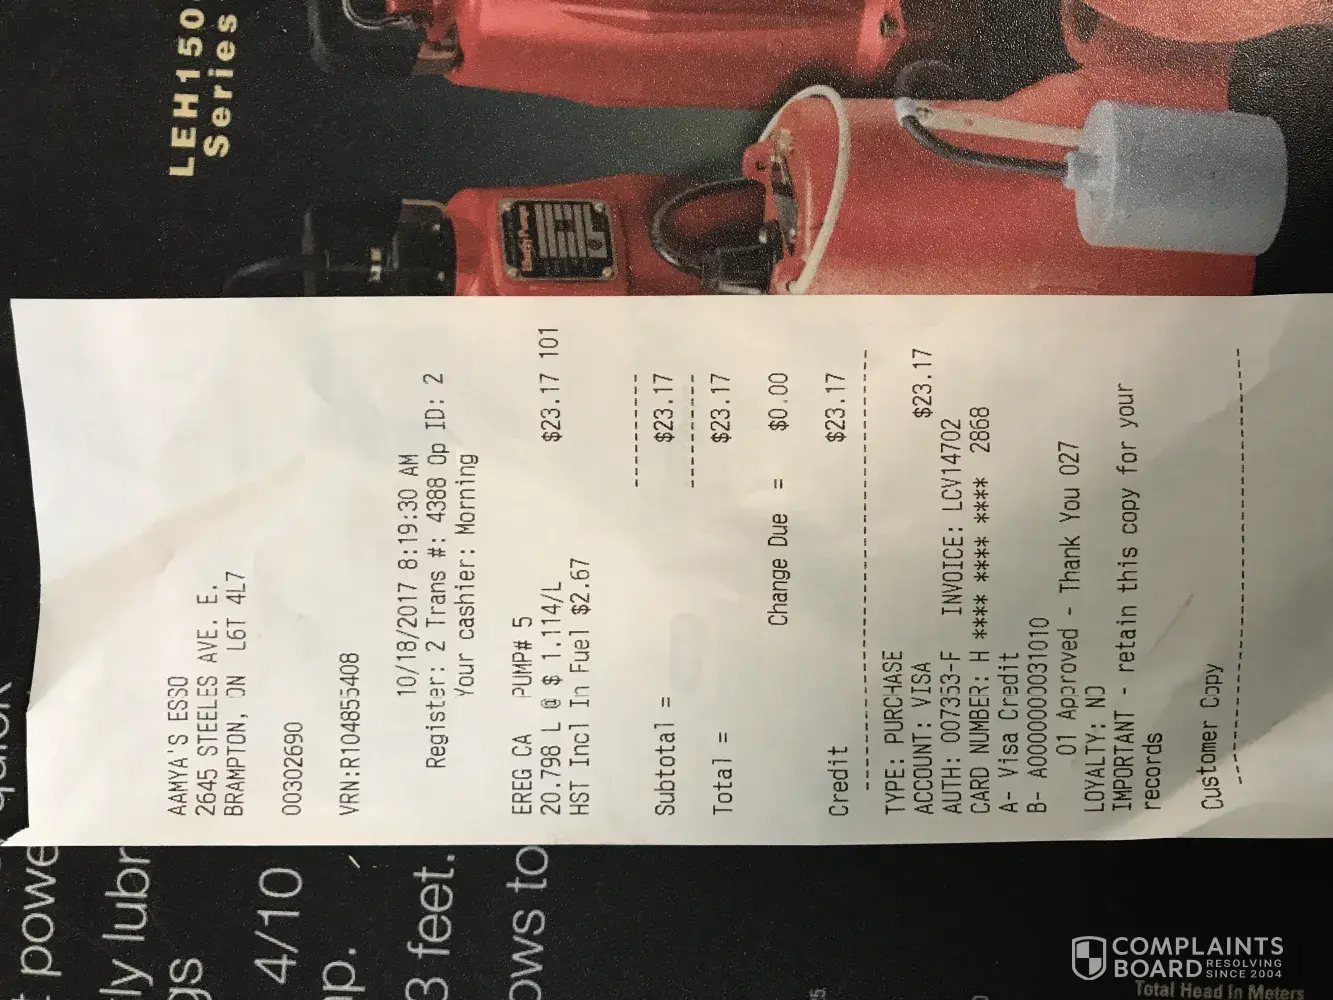 LEH150
Series
AAMYA'S ESSO
2645 STEELES AVE. E.
BRAMPTON, ON L6T 4L7
00302690
VRN:R104855408
10/18/2017 8:19:30 AM
Register: 2 Trans #: 4388 Op ID: 2
Your cashier: Morning
EREG CA PUMP# 5 $23.17 101
20.798 L @ $ 1.114/L
HST Incl In Fuel $2.67
Subtotal = $23.17
Total = $23.17
Change Due = $0.00
Credit $23.17
TYPE: PURCHASE
ACCOUNT: VISA $23.17
AUTH: 007353-F INVOICE: LCV14702
CARD NUMBER: H **** **** **** 2868
A- Visa Credit
B- A0000000031010
01 Approved - Thank You 027
LOYALTY: NO
IMPORTANT - retain this copy for your
records
Customer Copy
powe
ly lubr
gs
4/10
np.
3 feet.
ows to
Total Head In Meters
COMPLAINTS
BOARD RESOLVING
SINCE 2004